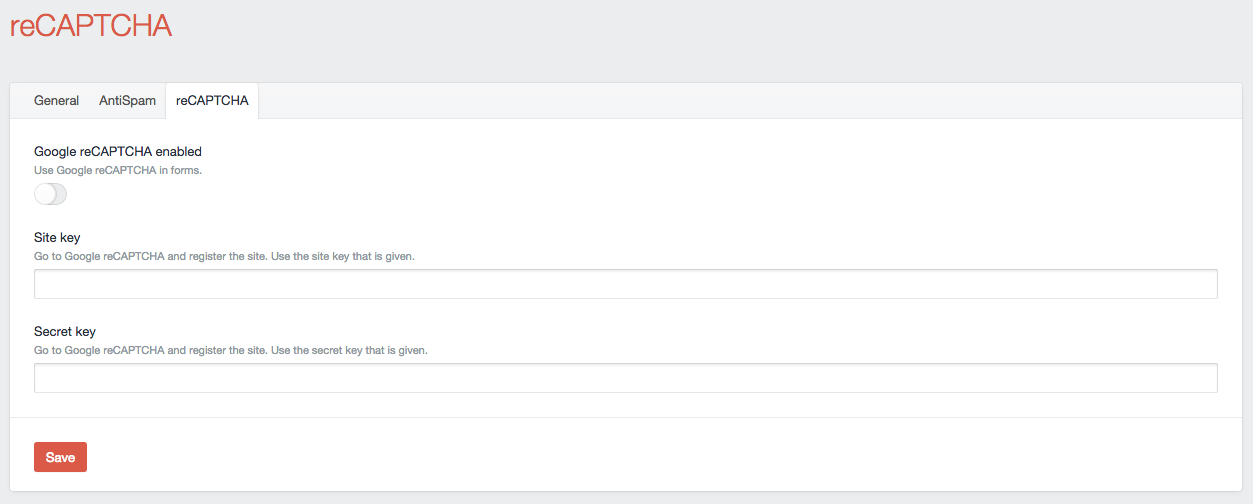 reCAPTCHA
General AntiSpam reCAPTCHA
Google reCAPTCHA enabled
Use Google reCAPTCHA in forms.
Site key
Go to Google reCAPTCHA and register the site. Use the site key that is given.
Secret key
Go to Google reCAPTCHA and register the site. Use the secret key that is given.
Save